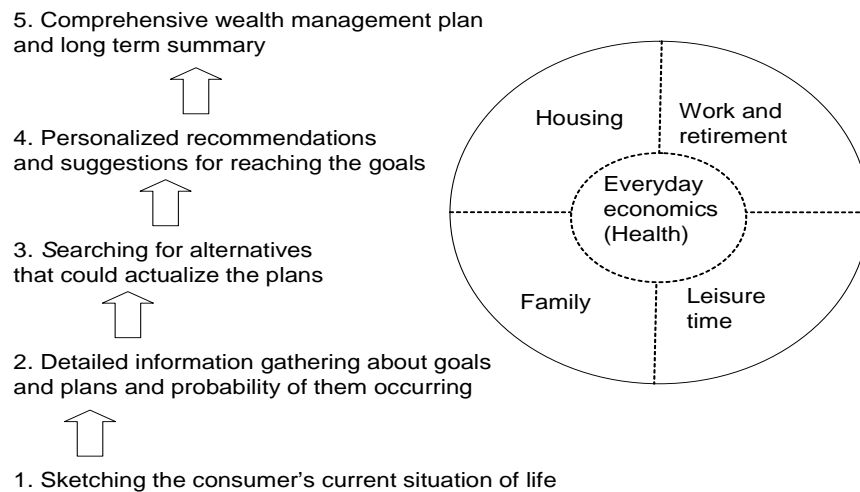 5. Comprehensive wealth management plan
and long term summary
4. Personalized recommendations
and suggestions for reaching the goals
3. Searching for alternatives
that could actualize the plans
2. Detailed information gathering about goals
and plans and probability of them occurring
1. Sketching the consumer's current situation of life
Housing
Work and
retirement
Everyday
economics
(Health)
Family
Leisure
time